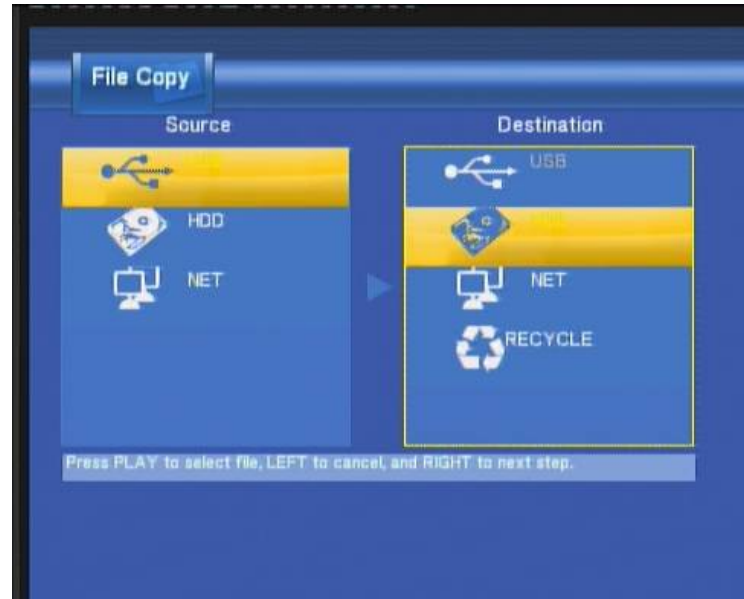 File Copy
Source
Destination
HDD
NET
USB
NET
RECYCLE
Press PLAY to select file, LEFT to cancel, and RIGHT to next step.